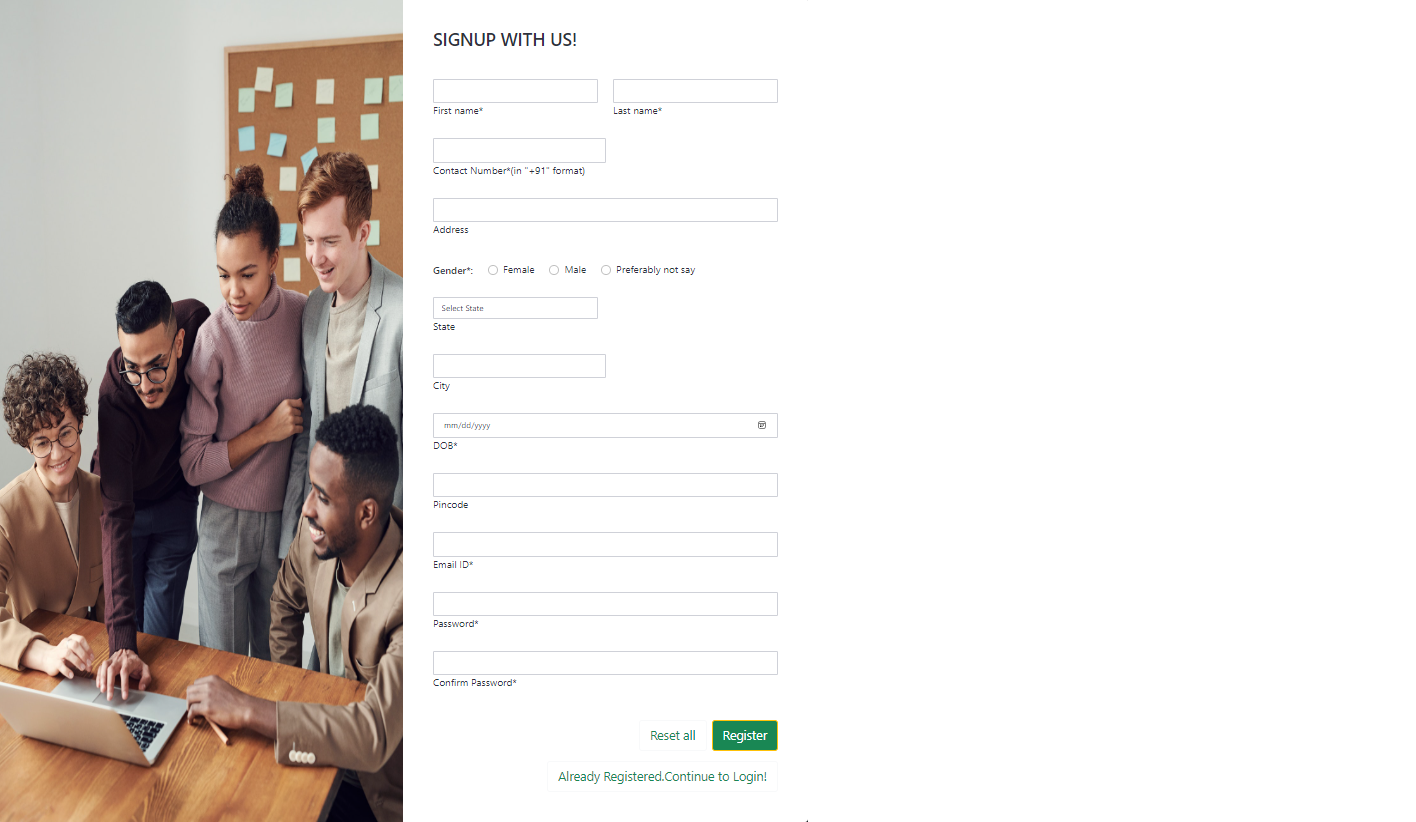 SIGNUP WITH US!
First name* Last name*
Contact Number*(in "+91" format)
Address
Gender*: Female Male Preferably not say
Select State
State
City
mm/dd/yyyy
DOB*
Pincode
Email ID*
Password*
Confirm Password*
Reset all Register
Already Registered.Continue to Login!